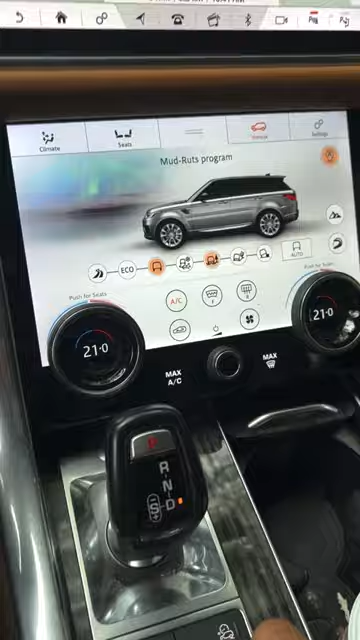 Climate
Seats
Vehicle
Settings
Mud-Ruts program
ECO
AUTO
Push for Seats
Push for Seats
A/C
F
R
21·0
21·0
MAX
A/C
MAX
R
N
D
S